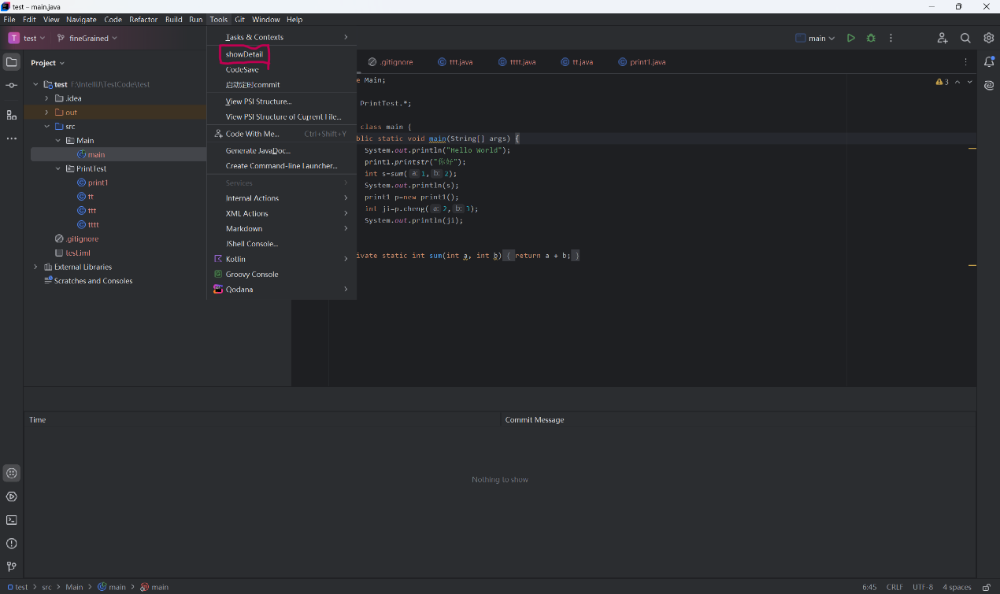 test – main.java
File Edit View Navigate Code Refactor Build Run Tools Git Window Help
T test fineGrained main
Project
test F:\IntelliJ\TestCode\test
.idea
out
src
Main
main
PrintTest
print1
tt
ttt
tttt
.gitignore
test.iml
External Libraries
Scratches and Consoles
Tasks & Contexts
showDetail
CodeSave
启动定时commit
View PSI Structure...
View PSI Structure of Current File...
Code With Me... Ctrl+Shift+Y
Generate JavaDoc...
Create Command-line Launcher...
Services
Internal Actions
XML Actions
Markdown
JShell Console...
Kotlin
Groovy Console
Qodana
.gitignore ttt.java tttt.java tt.java print1.java
3
e Main;
PrintTest.*;
class main {
blic static void main(String[] args) {
System.out.println("Hello World");
print1.printstr("你好");
int s=sum( a: 1, b: 2);
System.out.println(s);
print1 p=new print1();
int ji=p.cheng( a: 2, b: 3);
System.out.println(ji);
ivate static int sum(int a, int b) { return a + b; }
Time Commit Message
Nothing to show
test > src > Main > main > main 6:45 CRLF UTF-8 4 spaces